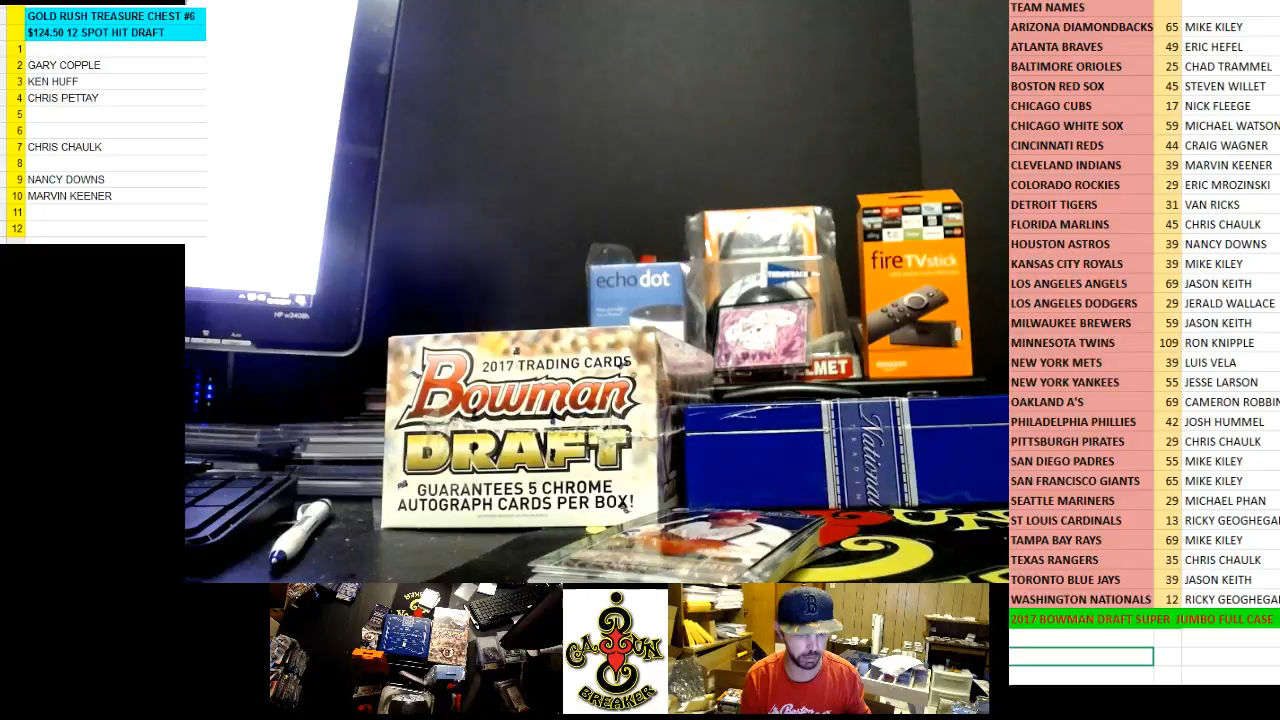 GOLD RUSH TREASURE CHEST #6
$124.50 12 SPOT HIT DRAFT
1
2 GARY COPPLE
3 KEN HUFF
4 CHRIS PETTAY
5
6
7 CHRIS CHAULK
8
9 NANCY DOWNS
10 MARVIN KEENER
11
12
HP w2408h
Auto
echo dot
fireTVstick
2017 TRADING CARDS
Bowman
DRAFT
GUARANTEES 5 CHROME
AUTOGRAPH CARDS PER BOX!
National
CAJUN
BREAKER
TEAM NAMES
ARIZONA DIAMONDBACKS 65 MIKE KILEY
ATLANTA BRAVES 49 ERIC HEFEL
BALTIMORE ORIOLES 25 CHAD TRAMMEL
BOSTON RED SOX 45 STEVEN WILLET
CHICAGO CUBS 17 NICK FLEEGE
CHICAGO WHITE SOX 59 MICHAEL WATSON
CINCINNATI REDS 44 CRAIG WAGNER
CLEVELAND INDIANS 39 MARVIN KEENER
COLORADO ROCKIES 29 ERIC MROZINSKI
DETROIT TIGERS 31 VAN RICKS
FLORIDA MARLINS 45 CHRIS CHAULK
HOUSTON ASTROS 39 NANCY DOWNS
KANSAS CITY ROYALS 39 MIKE KILEY
LOS ANGELES ANGELS 69 JASON KEITH
LOS ANGELES DODGERS 29 JERALD WALLACE
MILWAUKEE BREWERS 59 JASON KEITH
MINNESOTA TWINS 109 RON KNIPPLE
NEW YORK METS 39 LUIS VELA
NEW YORK YANKEES 55 JESSE LARSON
OAKLAND A'S 69 CAMERON ROBBIN
PHILADELPHIA PHILLIES 42 JOSH HUMMEL
PITTSBURGH PIRATES 29 CHRIS CHAULK
SAN DIEGO PADRES 55 MIKE KILEY
SAN FRANCISCO GIANTS 65 MIKE KILEY
SEATTLE MARINERS 29 MICHAEL PHAN
ST LOUIS CARDINALS 13 RICKY GEOGHEGA
TAMPA BAY RAYS 69 MIKE KILEY
TEXAS RANGERS 35 CHRIS CHAULK
TORONTO BLUE JAYS 39 JASON KEITH
WASHINGTON NATIONALS 12 RICKY GEOGHEGA
2017 BOWMAN DRAFT SUPER JUMBO FULL CASE